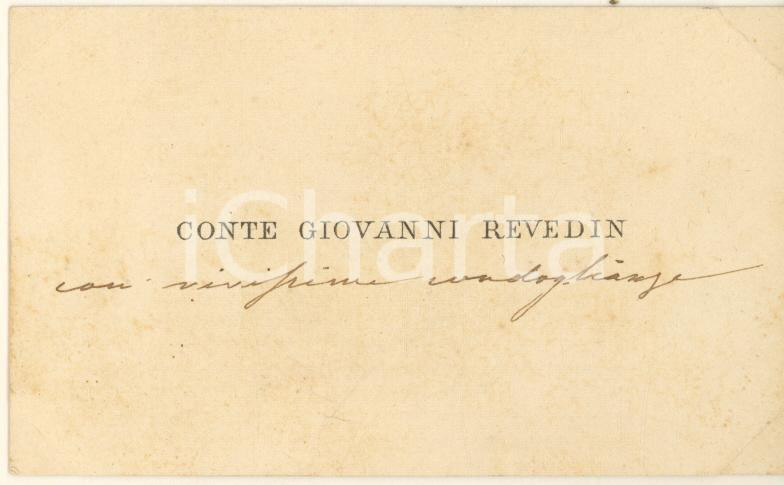 iCharta
CONTE GIOVANNI REVEDIN
con vivissime condoglianze